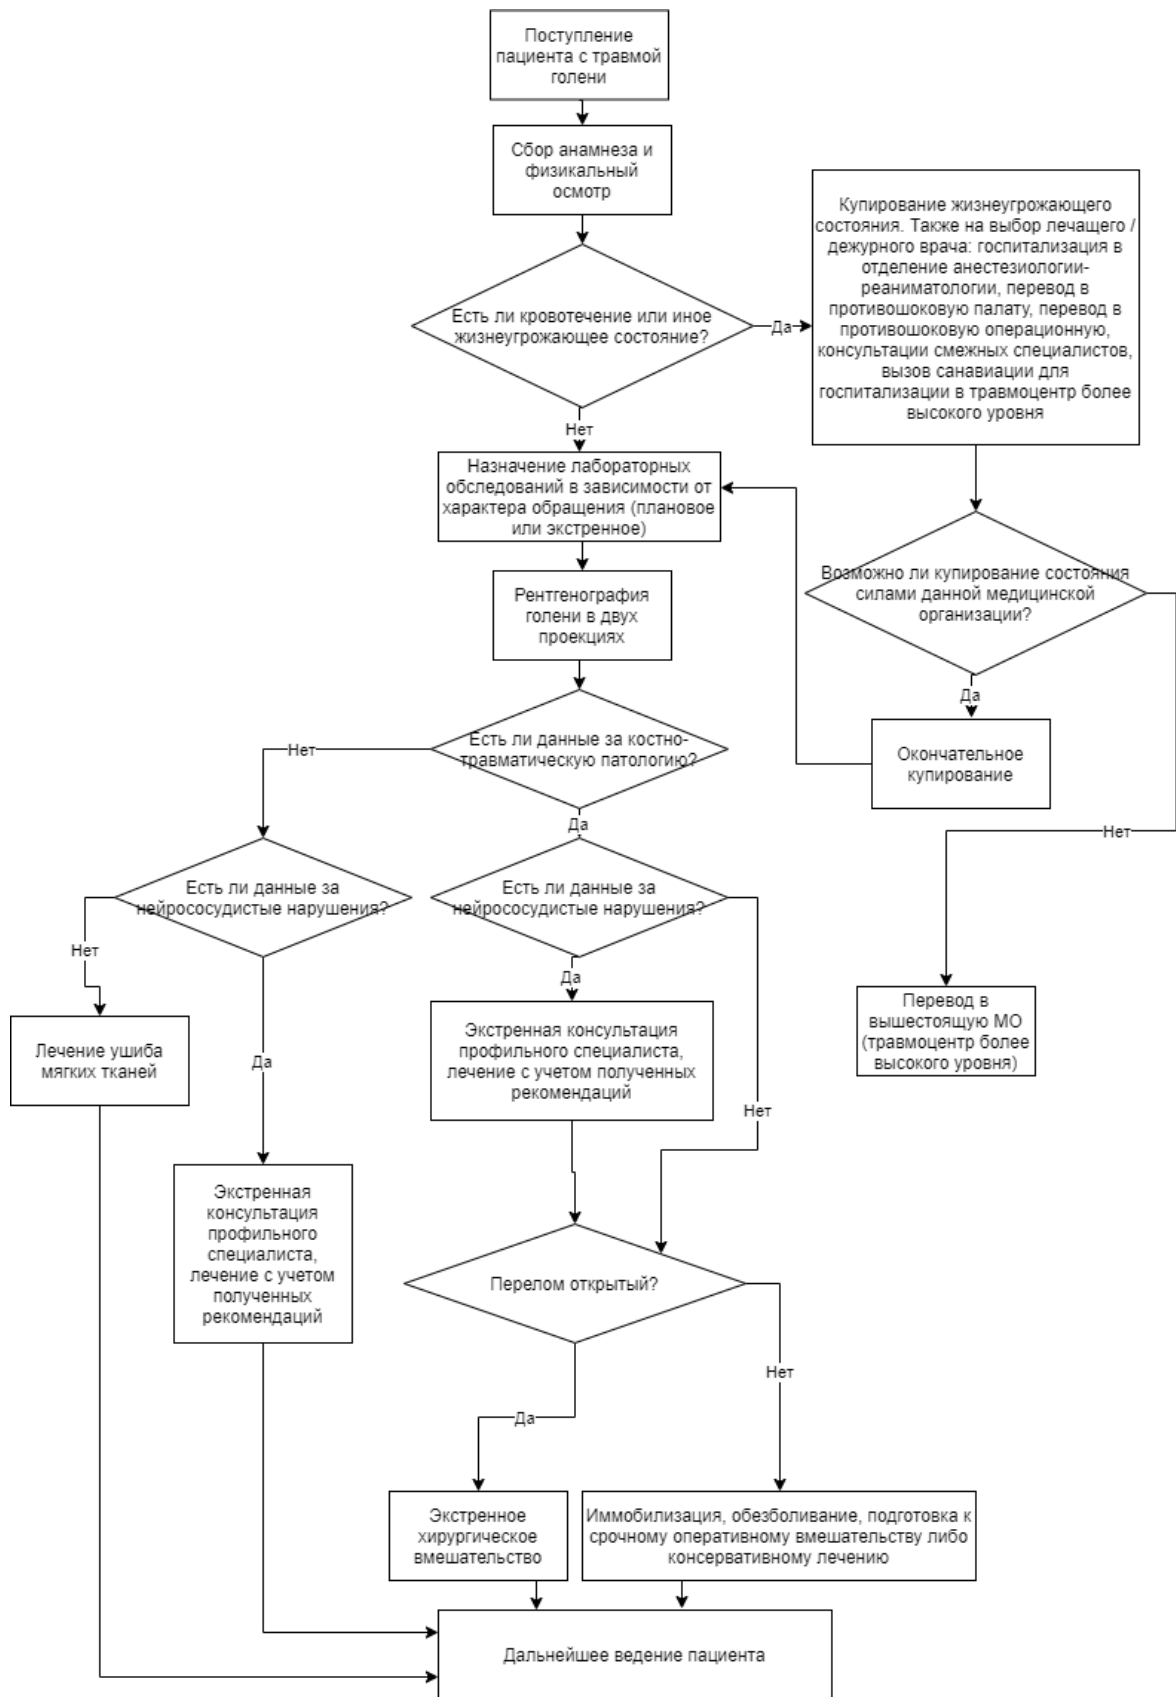 Поступление
пациента с травмой
голени
Сбор анамнеза и
физикальный
осмотр
Есть ли кровотечение или иное
жизнеугрожающее состояние?
Да
Купирование жизнеугрожающего
состояния. Также на выбор лечащего /
дежурного врача: госпитализация в
отделение анестезиологии-
реаниматологии, перевод в
противошоковую палату, перевод в
противошоковую операционную,
консультации смежных специалистов,
вызов санавиации для
госпитализации в травмоцентр более
высокого уровня
Нет
Назначение лабораторных
обследований в зависимости от
характера обращения (плановое
или экстренное)
Возможно ли купирование состояния
силами данной медицинской
организации?
Рентгенография
голени в двух
проекциях
Да
Окончательное
купирование
Нет
Перевод в
вышестоящую МО
(травмоцентр более
высокого уровня)
Есть ли данные за костно-
травматическую патологию?
Нет
Да
Есть ли данные за
нейрососудистые нарушения?
Нет
Лечение ушиба
мягких тканей
Да
Экстренная
консультация
профильного
специалиста,
лечение с учетом
полученных
рекомендаций
Есть ли данные за
нейрососудистые нарушения?
Да
Экстренная консультация
профильного специалиста,
лечение с учетом полученных
рекомендаций
Нет
Перелом открытый?
Да
Нет
Экстренное
хирургическое
вмешательство
Иммобилизация, обезболивание, подготовка к
срочному оперативному вмешательству либо
консервативному лечению
Дальнейшее ведение пациента